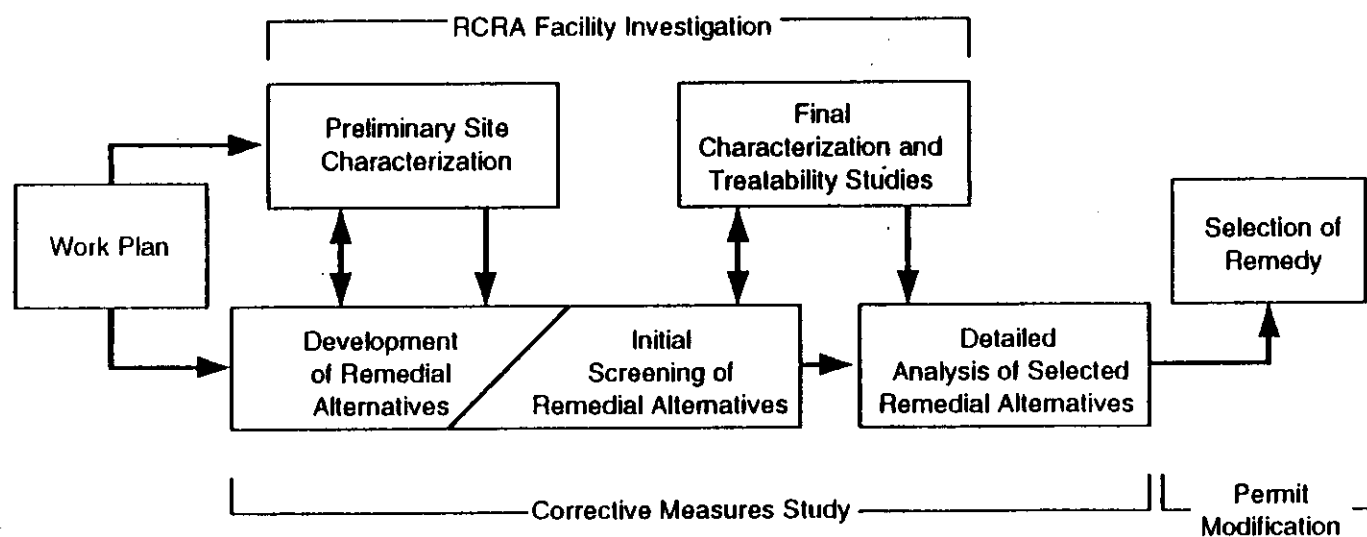 RCRA Facility Investigation
Preliminary Site
Characterization
Final
Characterization and
Treatability Studies
Work Plan
Selection of
Remedy
Development
of Remedial
Alternatives
Initial
Screening of
Remedial Alternatives
Detailed
Analysis of Selected
Remedial Alternatives
Corrective Measures Study
Permit
Modification